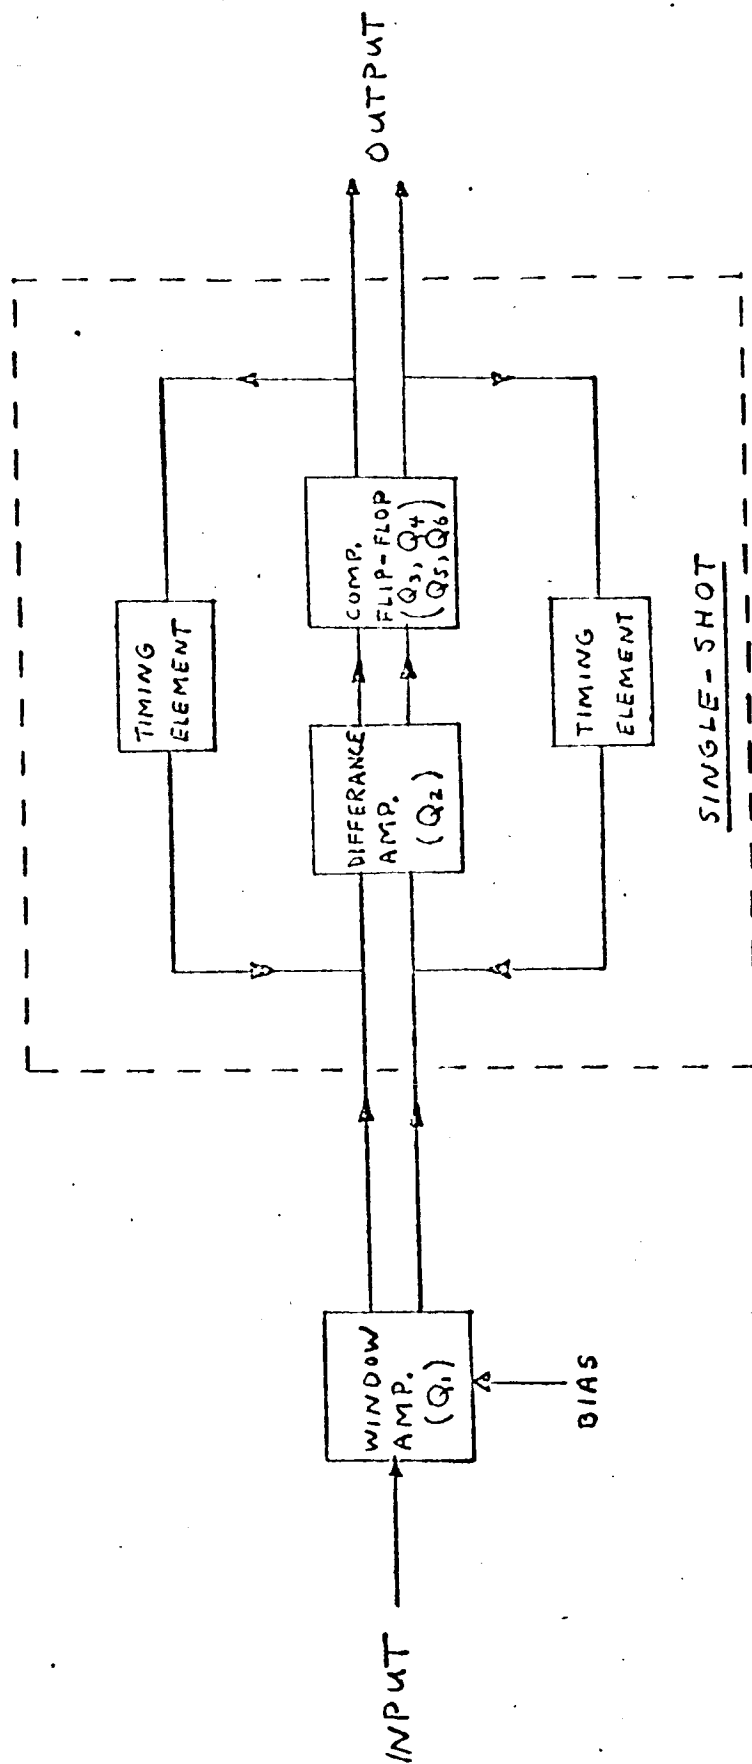 INPUT
WINDOW
AMP.
(Q1)
BIAS
TIMING
ELEMENT
DIFFERANCE
AMP.
(Q2)
COMP.
FLIP-FLOP
(Q3, Q4)
(Q5, Q6)
TIMING
ELEMENT
SINGLE-SHOT
OUTPUT